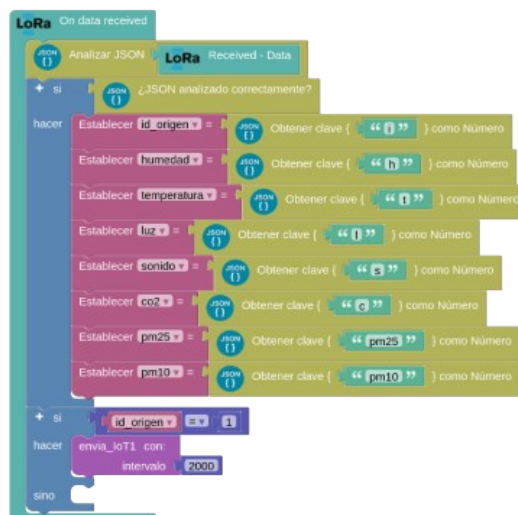 LoRa On data received
JSON {} Analizar JSON LoRa Received - Data
+ si JSON {} ¿JSON analizado correctamente?
hacer Establecer id_origen ▾ = JSON {} Obtener clave { “ i ” } como Número
Establecer humedad ▾ = JSON {} Obtener clave { “ h ” } como Número
Establecer temperatura ▾ = JSON {} Obtener clave { “ t ” } como Número
Establecer luz ▾ = JSON {} Obtener clave { “ l ” } como Número
Establecer sonido ▾ = JSON {} Obtener clave { “ s ” } como Número
Establecer co2 ▾ = JSON {} Obtener clave { “ c ” } como Número
Establecer pm25 ▾ = JSON {} Obtener clave { “ pm25 ” } como Número
Establecer pm10 ▾ = JSON {} Obtener clave { “ pm10 ” } como Número
+ si id_origen ▾ = ▾ 1
hacer envia_IoT1 con:
intervalo 2000
sino